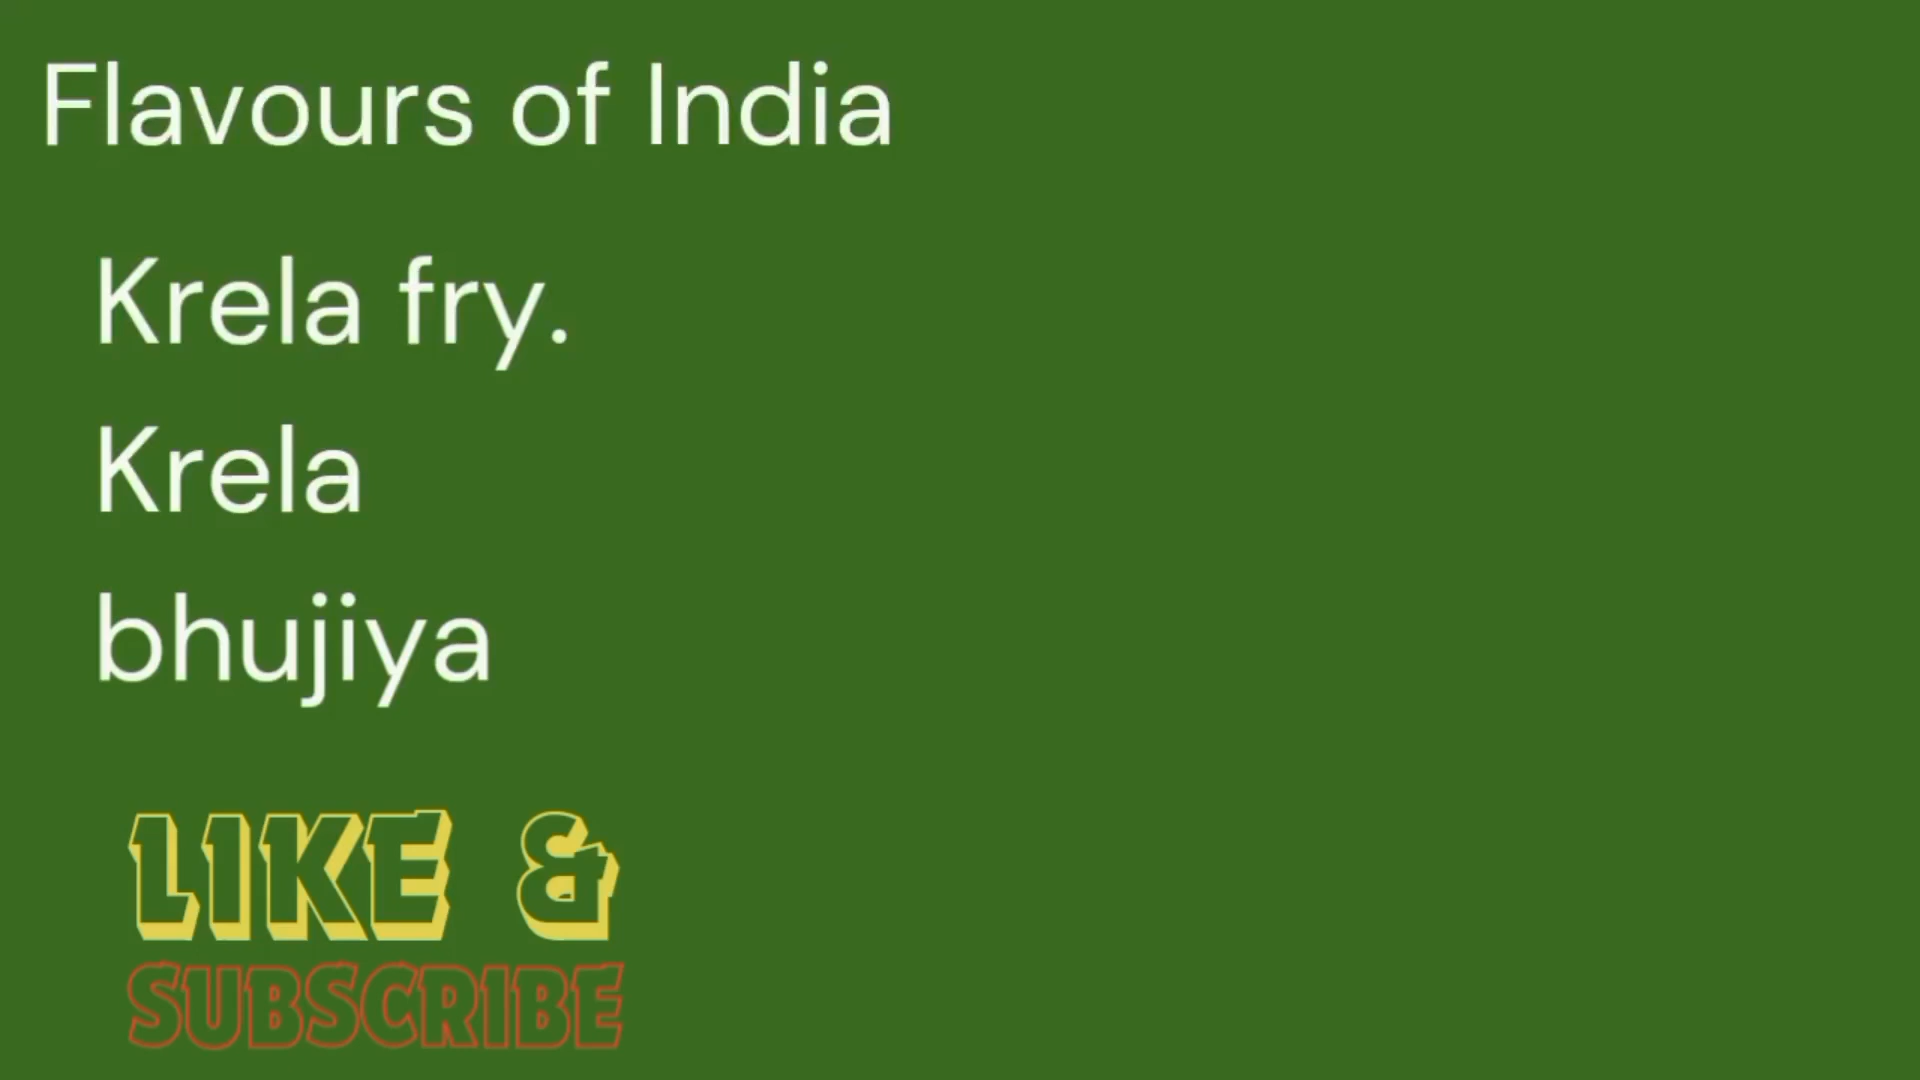 Flavours of India
Krela fry.
Krela
bhujiya
LIKE &
SUBSCRIBE